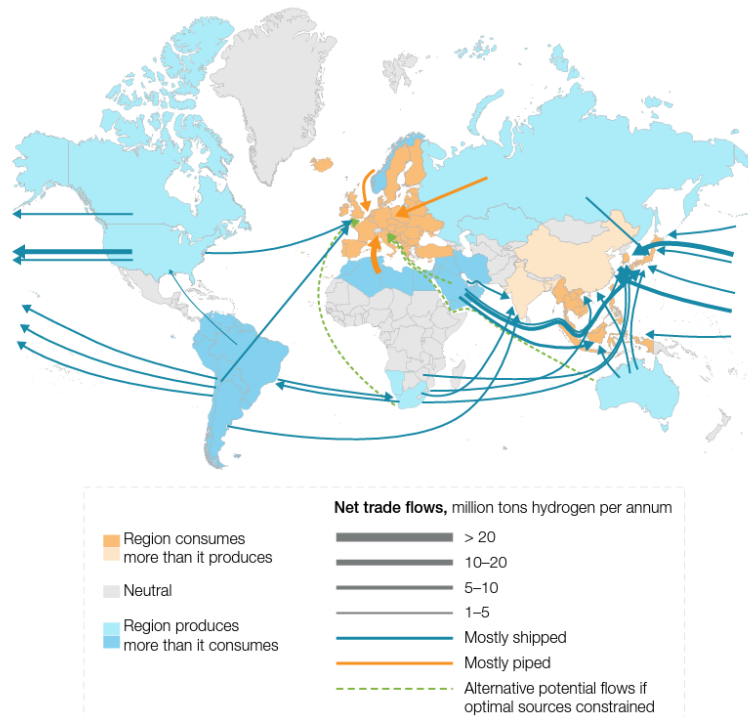 Net trade flows, million tons hydrogen per annum
Region consumes
more than it produces
Neutral
Region produces
more than it consumes
> 20
10–20
5–10
1–5
Mostly shipped
Mostly piped
Alternative potential flows if
optimal sources constrained